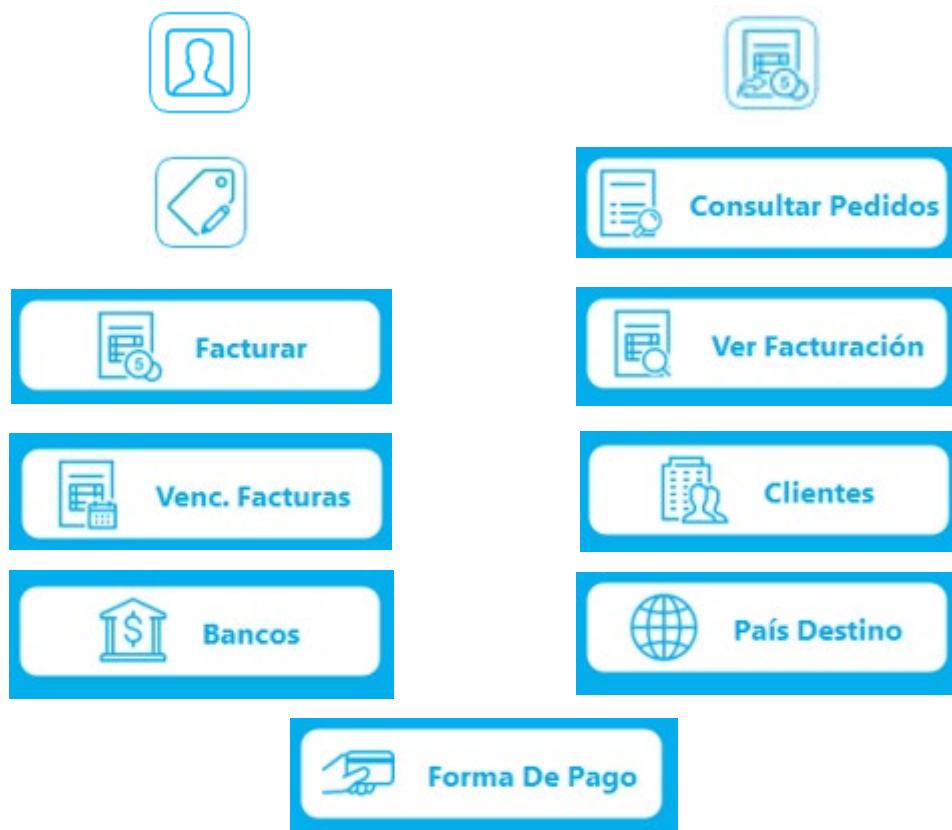 Consultar Pedidos
Facturar
Ver Facturación
Venc. Facturas
Clientes
Bancos
País Destino
Forma De Pago